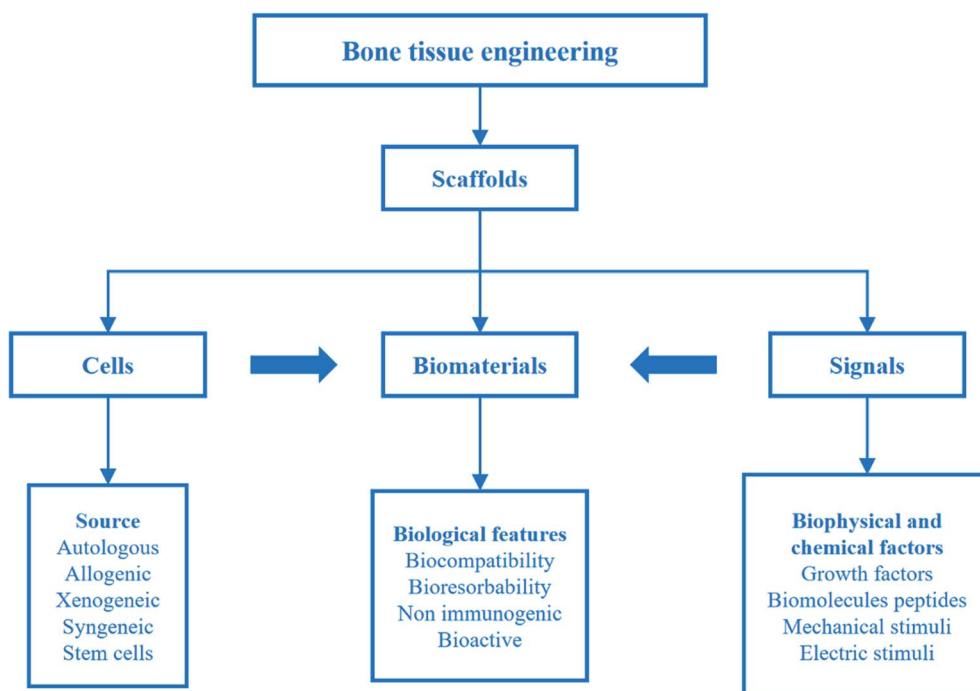 Bone tissue engineering
Scaffolds
Cells
Biomaterials
Signals
Source
Autologous
Allogenic
Xenogeneic
Syngeneic
Stem cells
Biological features
Biocompatibility
Bioresorbability
Non immunogenic
Bioactive
Biophysical and
chemical factors
Growth factors
Biomolecules peptides
Mechanical stimuli
Electric stimuli